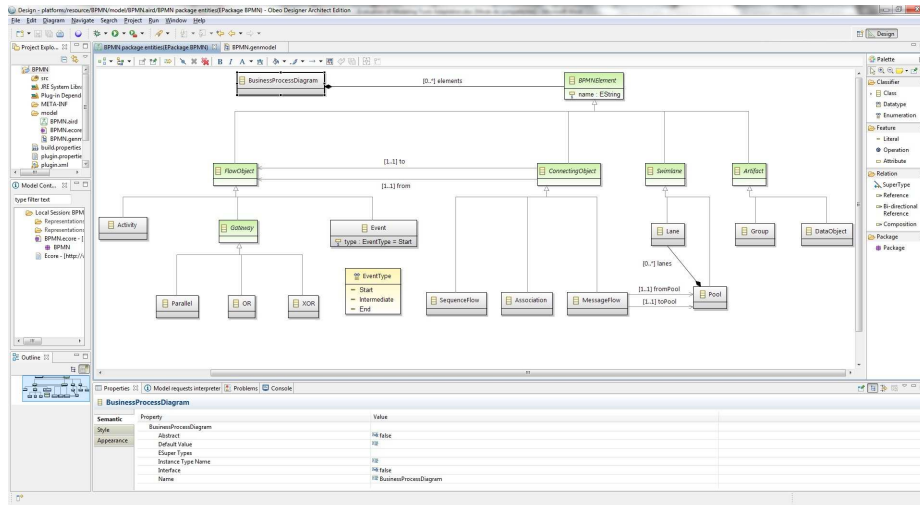 Design - platform:/resource/BPMN/model/BPMN.aird/BPMN package entities(EPackage BPMN) - Obeo Designer Architect Edition
File Edit Diagram Navigate Search Project Run Window Help
Design
Project Explo...
BPMN
src
JRE System Libra
Plug-in Depend
META-INF
model
BPMN.aird
BPMN.ecore
BPMN.genm
build.properties
plugin.propertie
plugin.xml
Model Cont...
type filter text
Local Session: BPM
Representations
Representations
BPMN.ecore - [
BPMN
Ecore - [http://
Outline
BPMN package entities(EPackage BPMN)
BPMN.genmodel
BusinessProcessDiagram
[0..*] elements
BPMNElement
name : EString
FlowObject
[1..1] to
[1..1] from
ConnectingObject
Swimlane
Artifact
Activity
Gateway
Event
type : EventType = Start
Lane
Group
DataObject
[0..*] lanes
EventType
Start
Intermediate
End
Parallel
OR
XOR
SequenceFlow
Association
MessageFlow
[1..1] fromPool
[1..1] toPool
Pool
Palette
Classifier
Class
Datatype
Enumeration
Feature
Literal
Operation
Attribute
Relation
SuperType
Reference
Bi-directional
Reference
Composition
Package
Package
Properties
Model requests interpreter
Problems
Console
BusinessProcessDiagram
Semantic
Style
Appearance
Property Value
BusinessProcessDiagram
Abstract false
Default Value
ESuper Types
Instance Type Name
Interface false
Name BusinessProcessDiagram